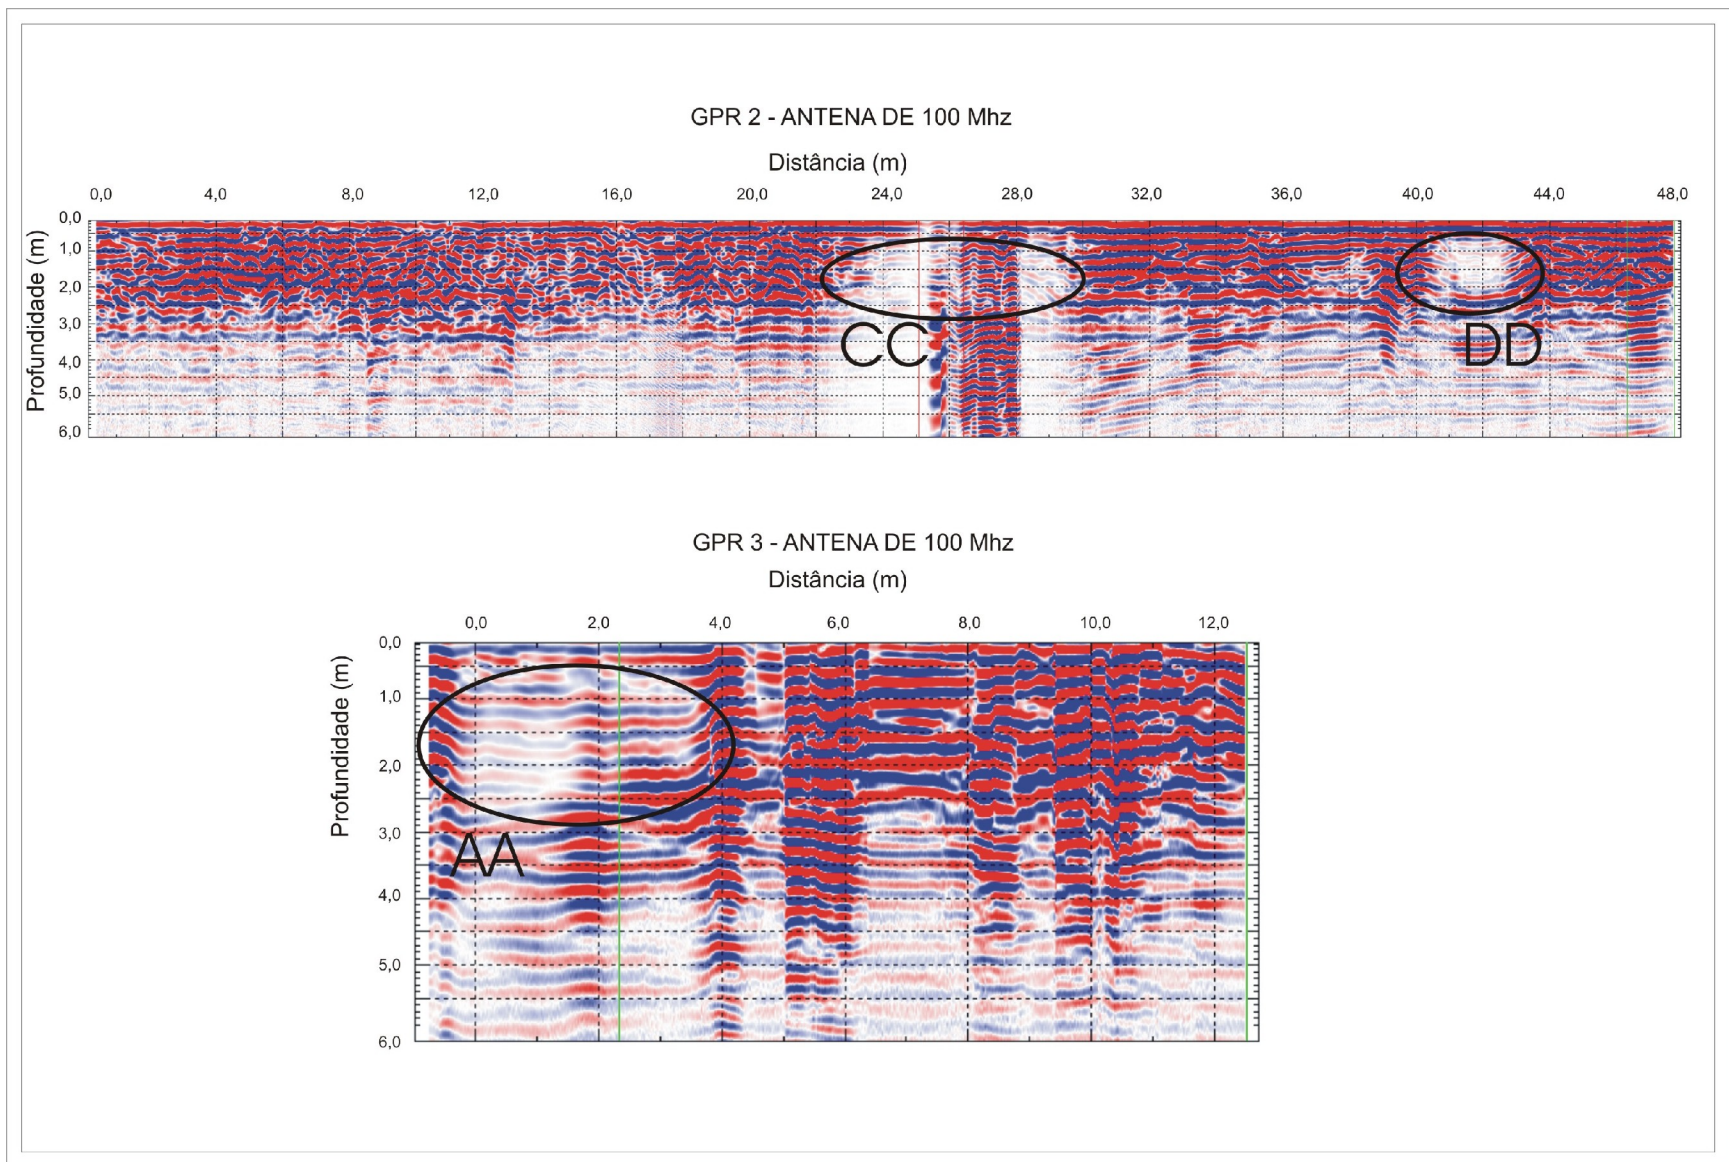 GPR 2 - ANTENA DE 100 Mhz
Distância (m)
0,0 4,0 8,0 12,0 16,0 20,0 24,0 28,0 32,0 36,0 40,0 44,0 48,0
Profundidade (m)
0,0
1,0
2,0
3,0
4,0
5,0
6,0
CC
DD
GPR 3 - ANTENA DE 100 Mhz
Distância (m)
0,0 2,0 4,0 6,0 8,0 10,0 12,0
Profundidade (m)
0,0
1,0
2,0
3,0
4,0
5,0
6,0
AA